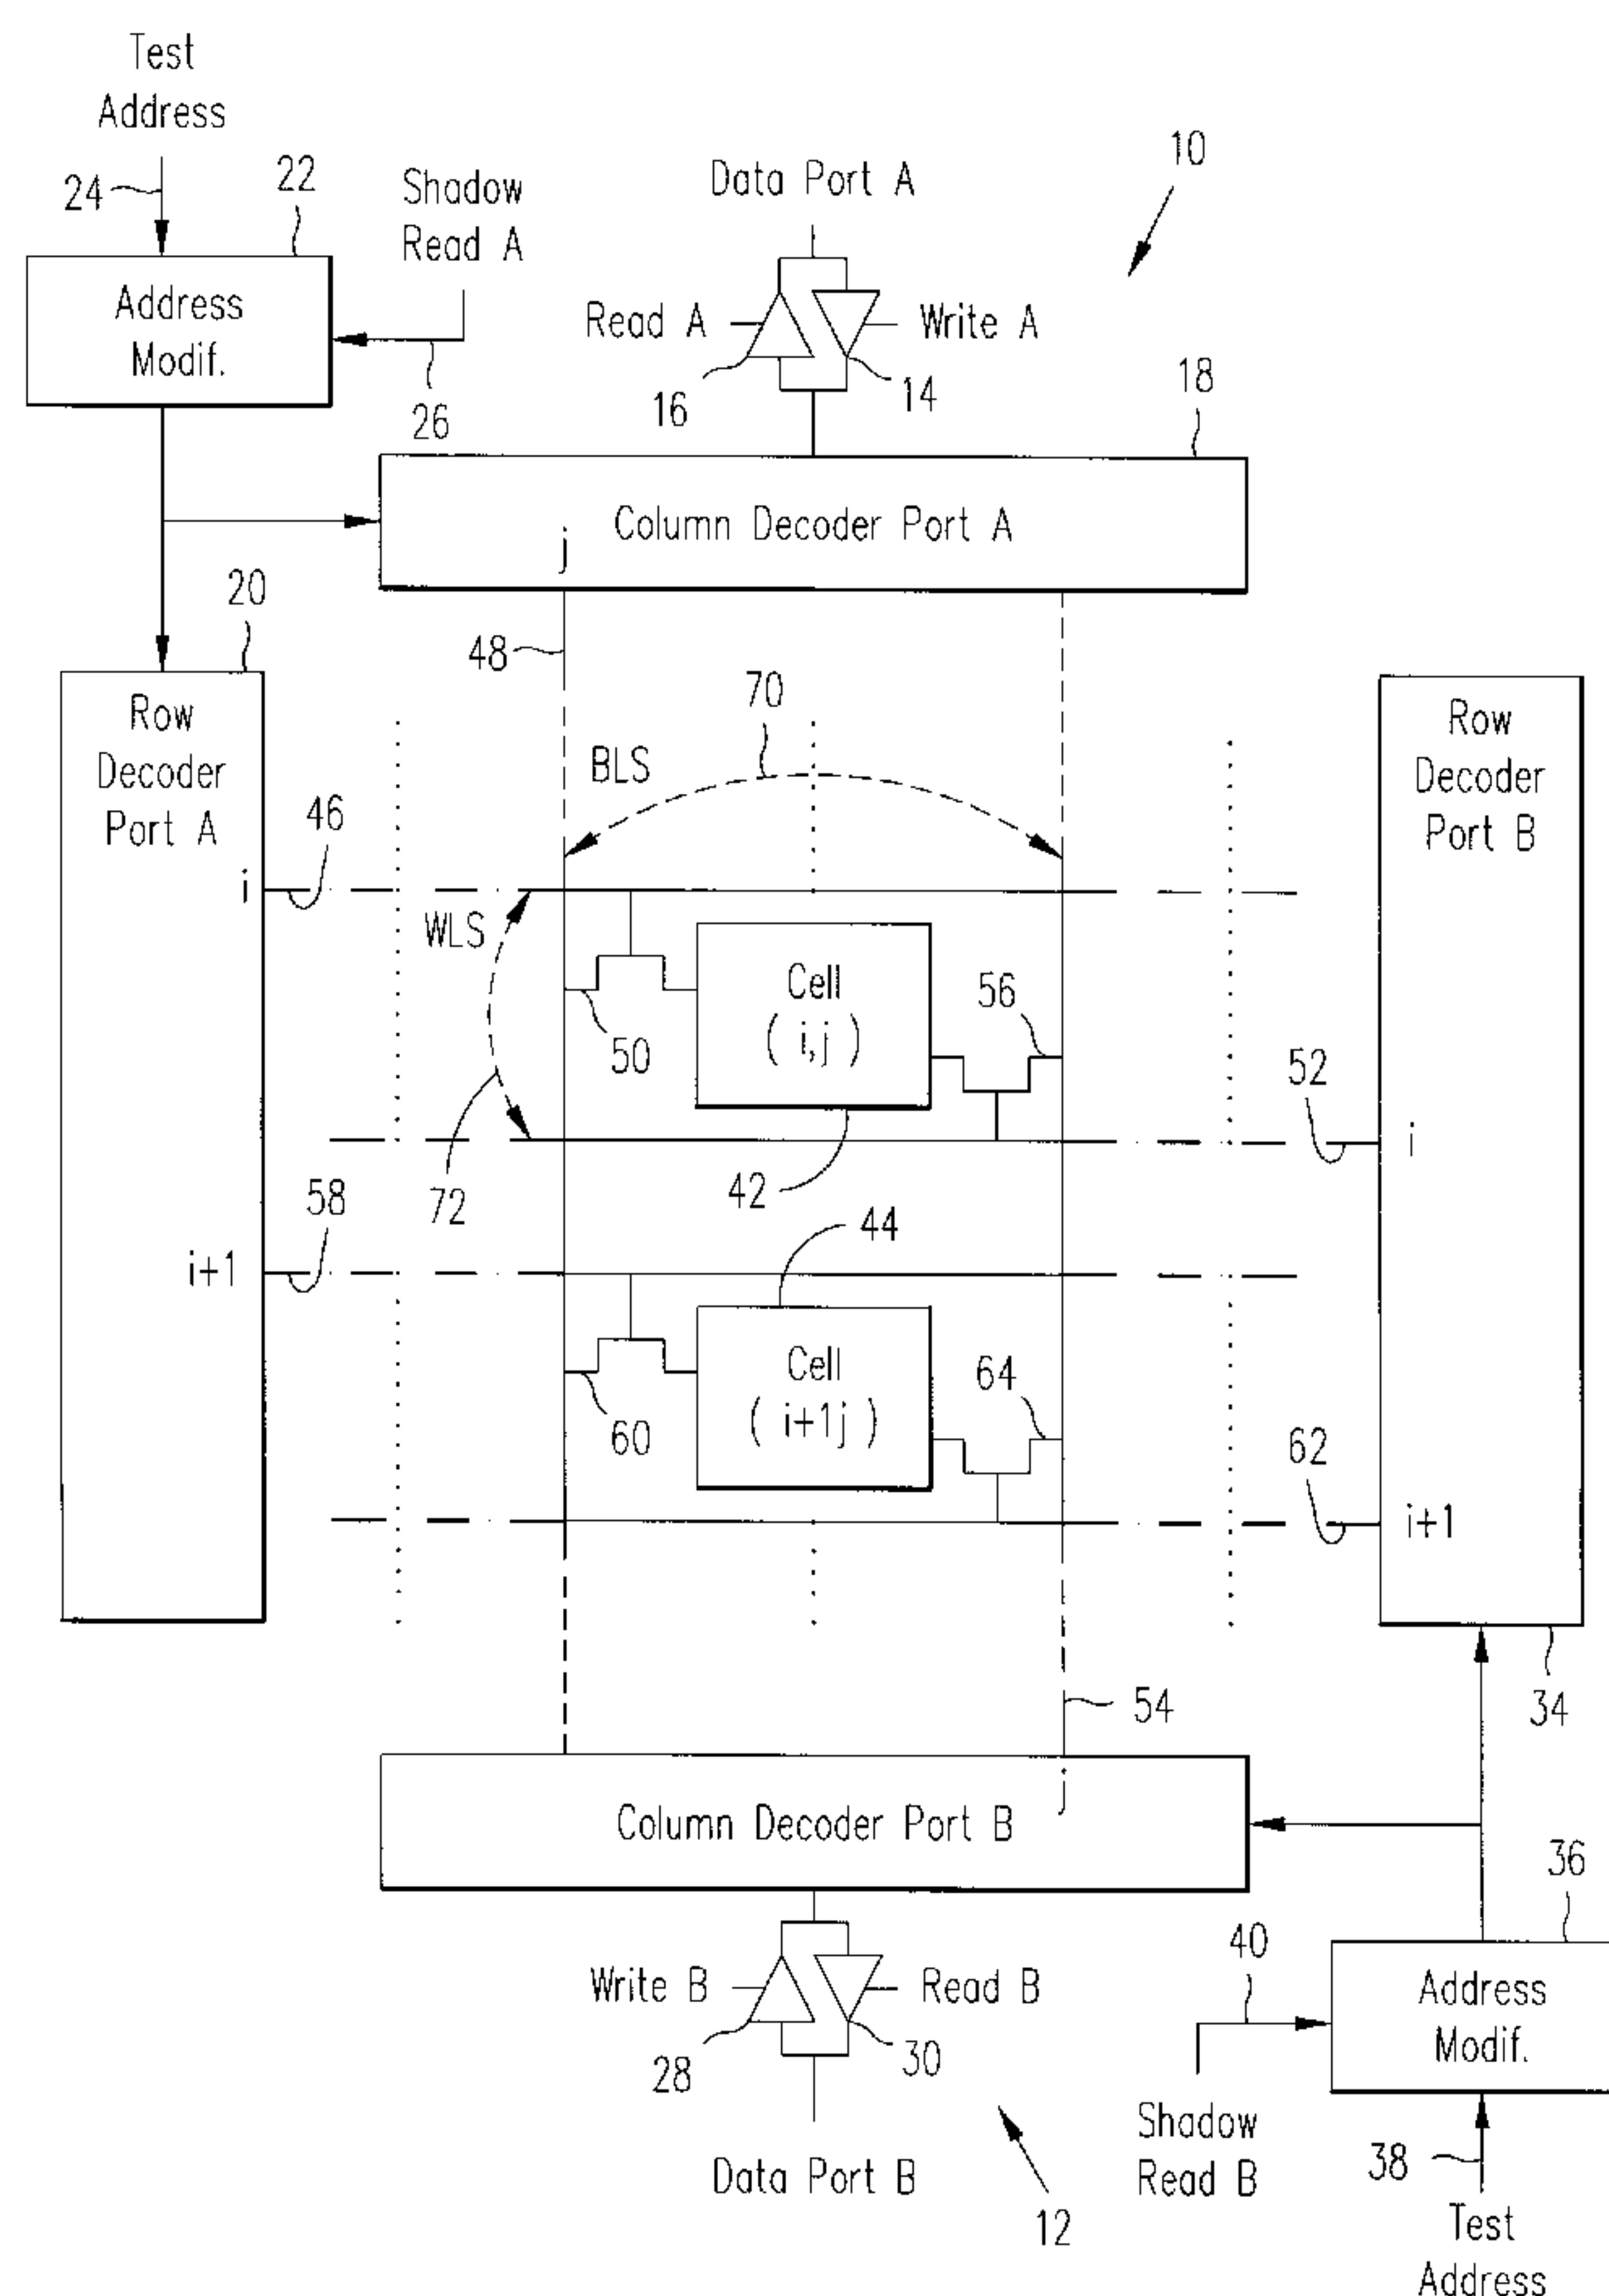 Test
Address
24
22
Shadow
Read A
Data Port A
10
Address
Modif.
Read A
Write A
26
16
14
18
Column Decoder Port A
j
20
48
70
Row
Decoder
Port A
BLS
Row
Decoder
Port B
46
i
WLS
Cell
( i,j )
56
50
52
i
72
42
58
44
i+1
Cell
( i+1j )
64
60
62
i+1
54
34
j
Column Decoder Port B
36
40
Write B
Read B
Address
Modif.
28
30
Shadow
Read B
38
Data Port B
12
Test
Address